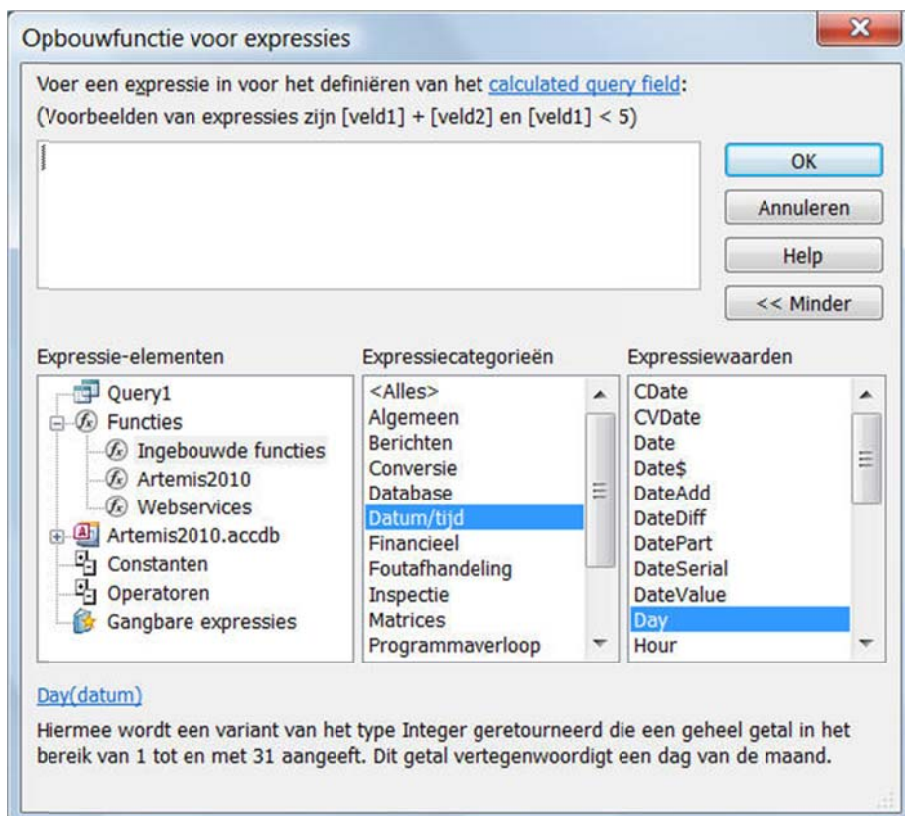 Opbouwfunctie voor expressies
Voer een expressie in voor het definiëren van het calculated query field:
(Voorbeelden van expressies zijn [veld1] + [veld2] en [veld1] < 5)
OK
Annuleren
Help
<< Minder
Expressie-elementen
Query1
Functies
Ingebouwde functies
Artemis2010
Webservices
Artemis2010.accdb
Constanten
Operatoren
Gangbare expressies
Expressiecategorieën
<Alles>
Algemeen
Berichten
Conversie
Database
Datum/tijd
Financieel
Foutafhandeling
Inspectie
Matrices
Programmaverloop
Expressiewaarden
CDate
CVDate
Date
Date$
DateAdd
DateDiff
DatePart
DateSerial
DateValue
Day
Hour
Day(datum)
Hiermee wordt een variant van het type Integer geretourneerd die een geheel getal in het
bereik van 1 tot en met 31 aangeeft. Dit getal vertegenwoordigt een dag van de maand.